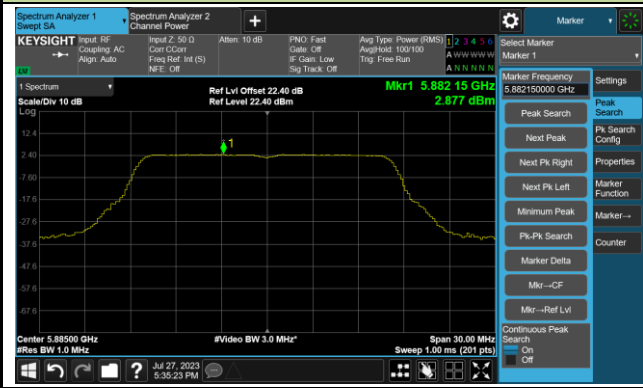 Spectrum Analyzer 1
Swept SA
Spectrum Analyzer 2
Channel Power
Marker
KEYSIGHT
Input: RF
Coupling: AC
Align: Auto
Input Z: 50 Ω
Corr CCorr
Freq Ref: Int (S)
NFE: Off
Atten: 10 dB
PNO: Fast
Gate: Off
IF Gain: Low
Sig Track: Off
Avg Type: Power (RMS)
Avg|Hold: 100/100
Trig: Free Run
1 2 3 4 5 6
A W W W W W
A N N N N N
Select Marker
Marker 1
1 Spectrum
Ref Lvl Offset 22.40 dB
Mkr1 5.882 15 GHz
Scale/Div 10 dB
Ref Level 22.40 dBm
2.877 dBm
Log
12.4
2.40
-7.60
-17.6
-27.6
-37.6
-47.6
-57.6
-67.6
1
Center 5.88500 GHz
#Video BW 3.0 MHz*
Span 30.00 MHz
#Res BW 1.0 MHz
Sweep 1.00 ms (201 pts)
Marker Frequency
5.882150000 GHz
Peak Search
Next Peak
Next Pk Right
Next Pk Left
Minimum Peak
Pk-Pk Search
Marker Delta
Mkr→CF
Mkr→Ref Lvl
Continuous Peak
Search
On
Off
Settings
Peak
Search
Pk Search
Config
Properties
Marker
Function
Marker→
Counter
?
Jul 27, 2023
5:35:23 PM